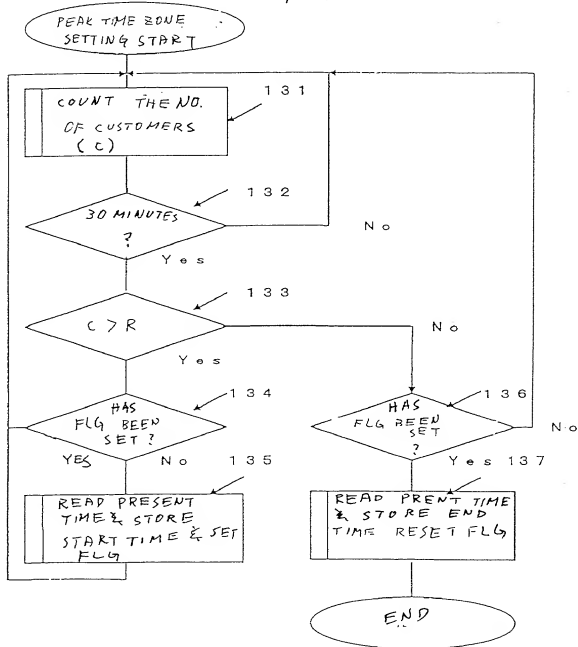 PEAK TIME ZONE
SETTING START
131
COUNT THE NO.
OF CUSTOMERS
(C)
132
30 MINUTES
?
No
Yes
133
C > R
No
Yes
134
HAS
FLG BEEN
SET ?
YES
No
135
READ PRESENT
TIME & STORE
START TIME & SET
FLG
136
HAS
FLG BEEN
SET
?
No
Yes 137
READ PRENT TIME
& STORE END
TIME RESET FLG
END